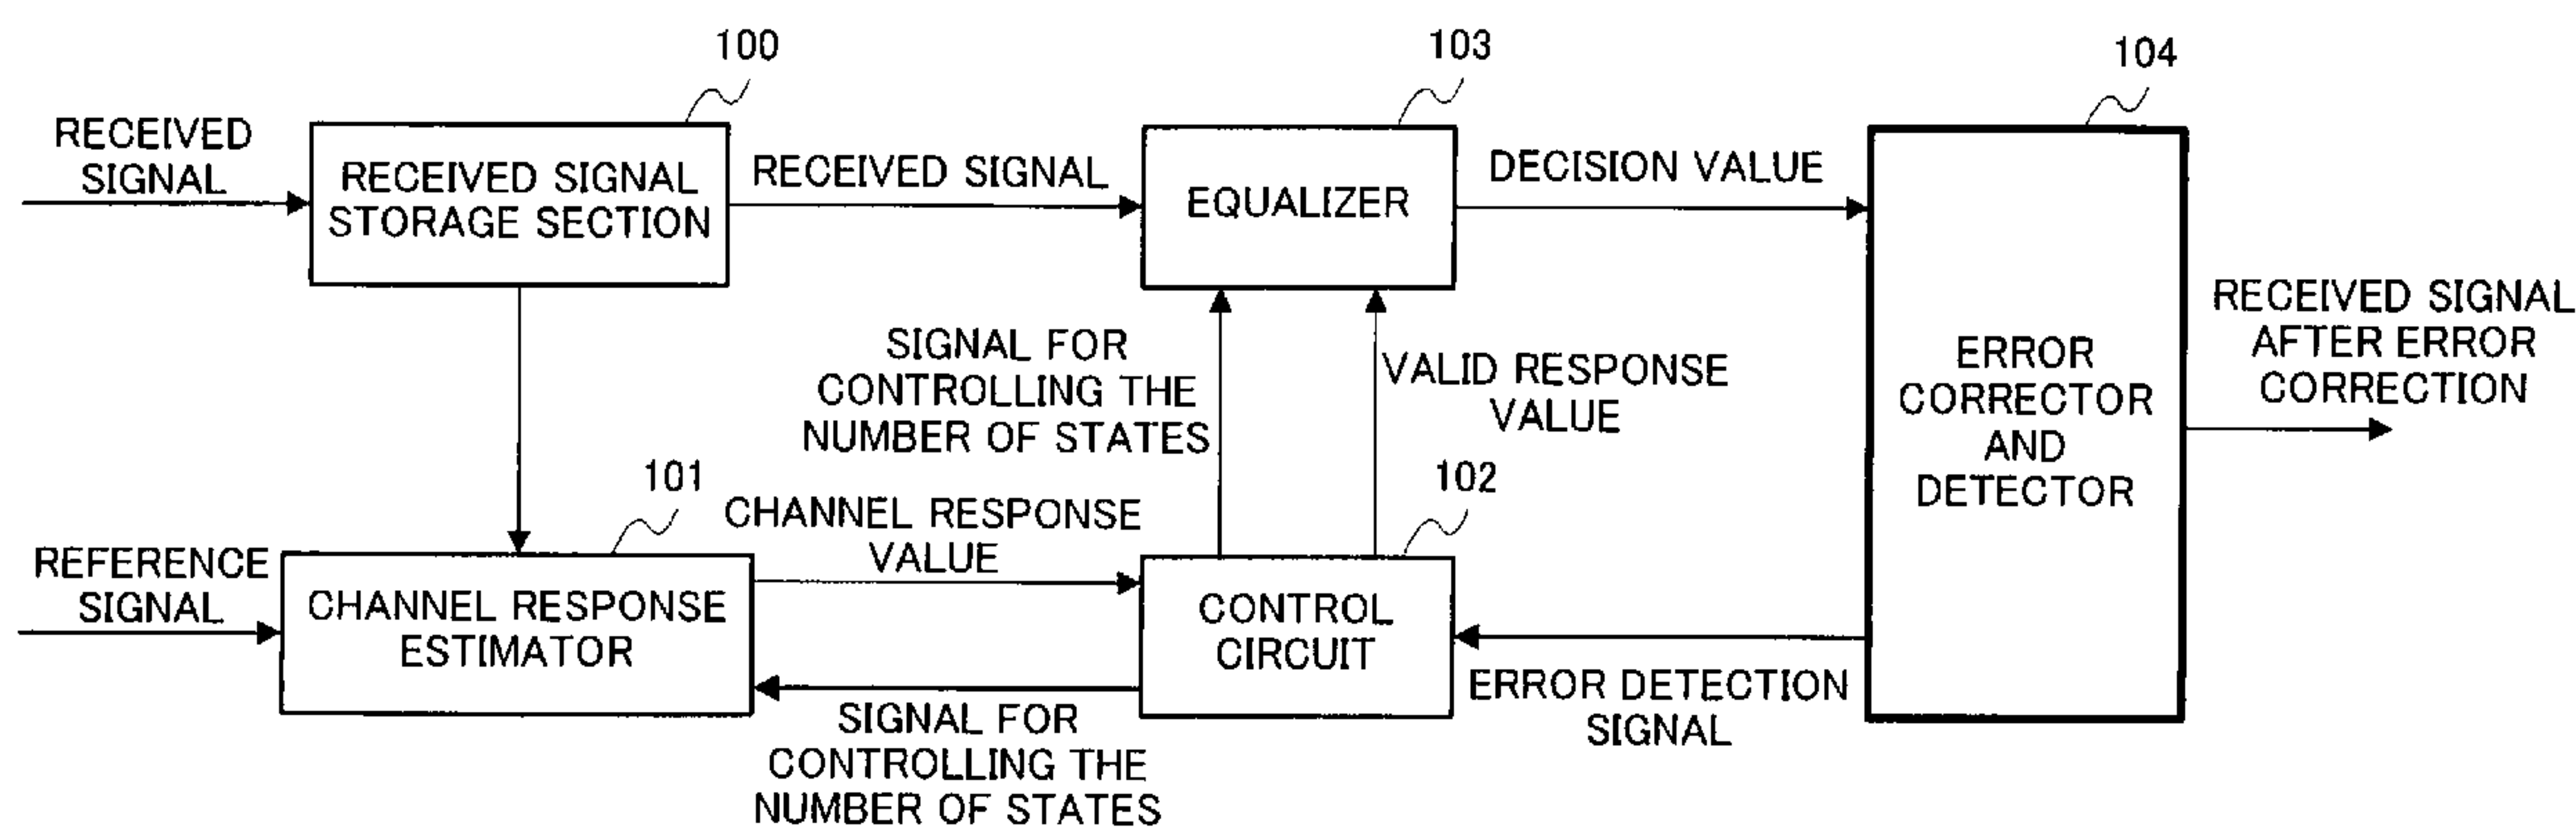 100
103
104
RECEIVED
SIGNAL
RECEIVED SIGNAL
STORAGE SECTION
RECEIVED SIGNAL
EQUALIZER
DECISION VALUE
SIGNAL FOR
CONTROLLING THE
NUMBER OF STATES
VALID RESPONSE
VALUE
ERROR
CORRECTOR
AND
DETECTOR
RECEIVED SIGNAL
AFTER ERROR
CORRECTION
101
102
REFERENCE
SIGNAL
CHANNEL RESPONSE
ESTIMATOR
CHANNEL RESPONSE
VALUE
CONTROL
CIRCUIT
SIGNAL FOR
CONTROLLING THE
NUMBER OF STATES
ERROR DETECTION
SIGNAL